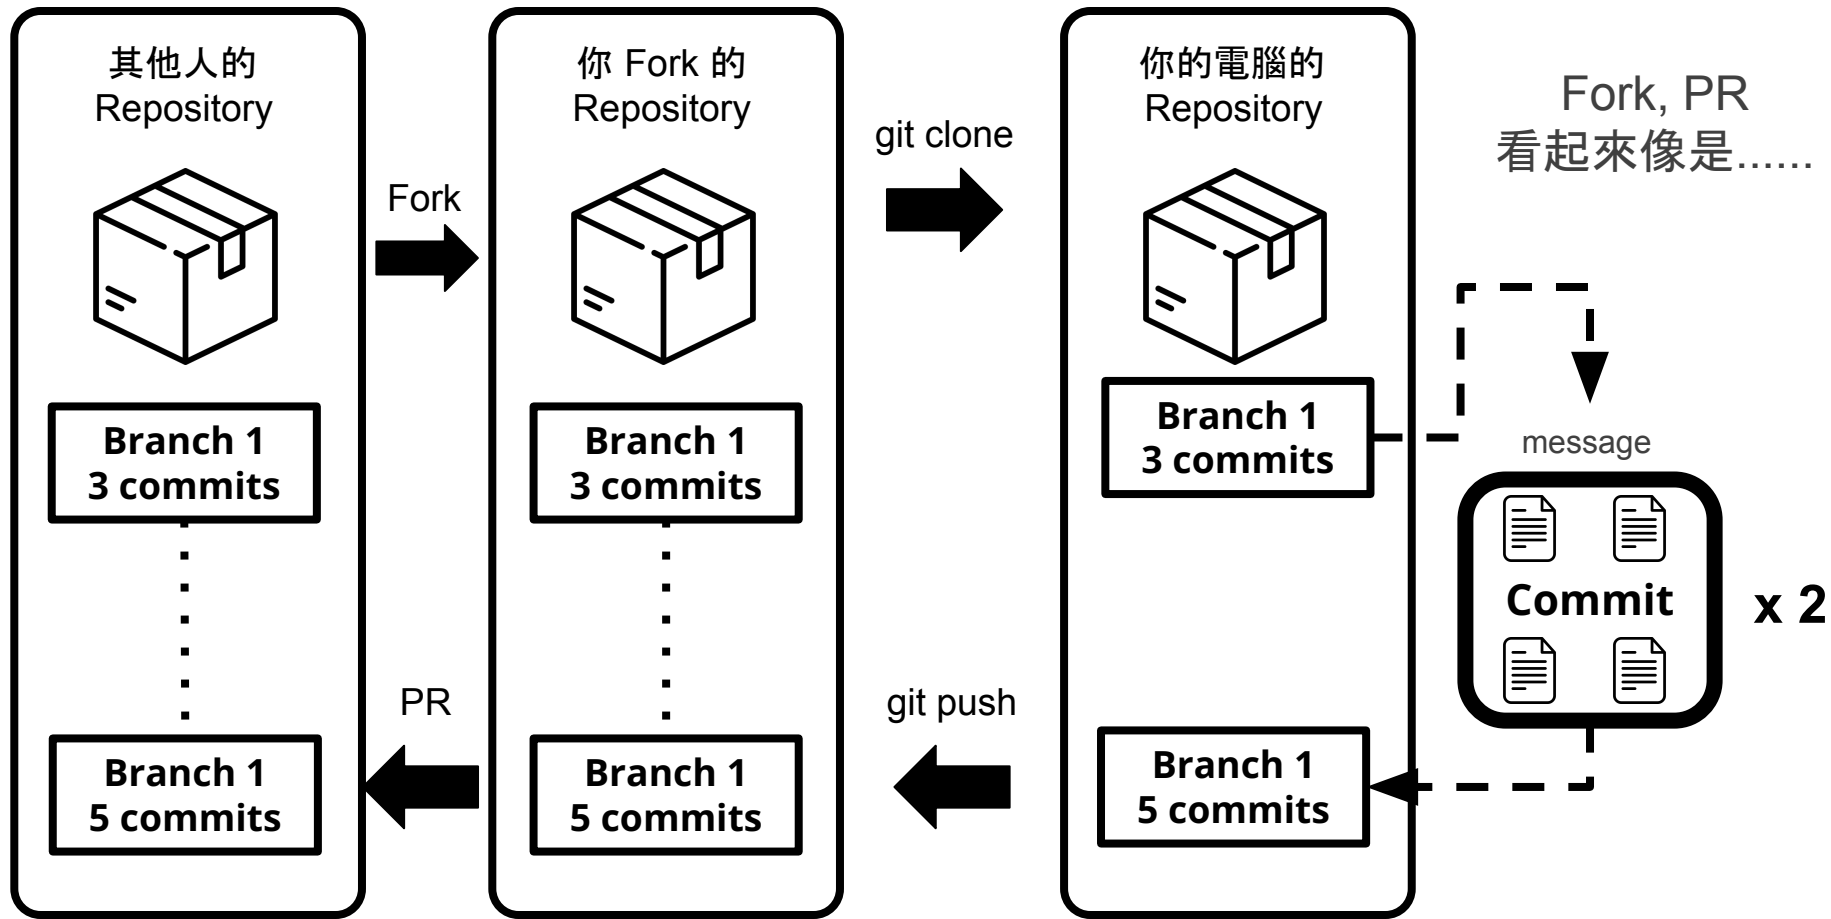 其他人的
Repository
你 Fork 的
Repository
你的電腦的
Repository
Fork, PR
看起來像是......
git clone
Fork
Branch 1
3 commits
Branch 1
3 commits
Branch 1
3 commits
message
Commit
x 2
PR
git push
Branch 1
5 commits
Branch 1
5 commits
Branch 1
5 commits